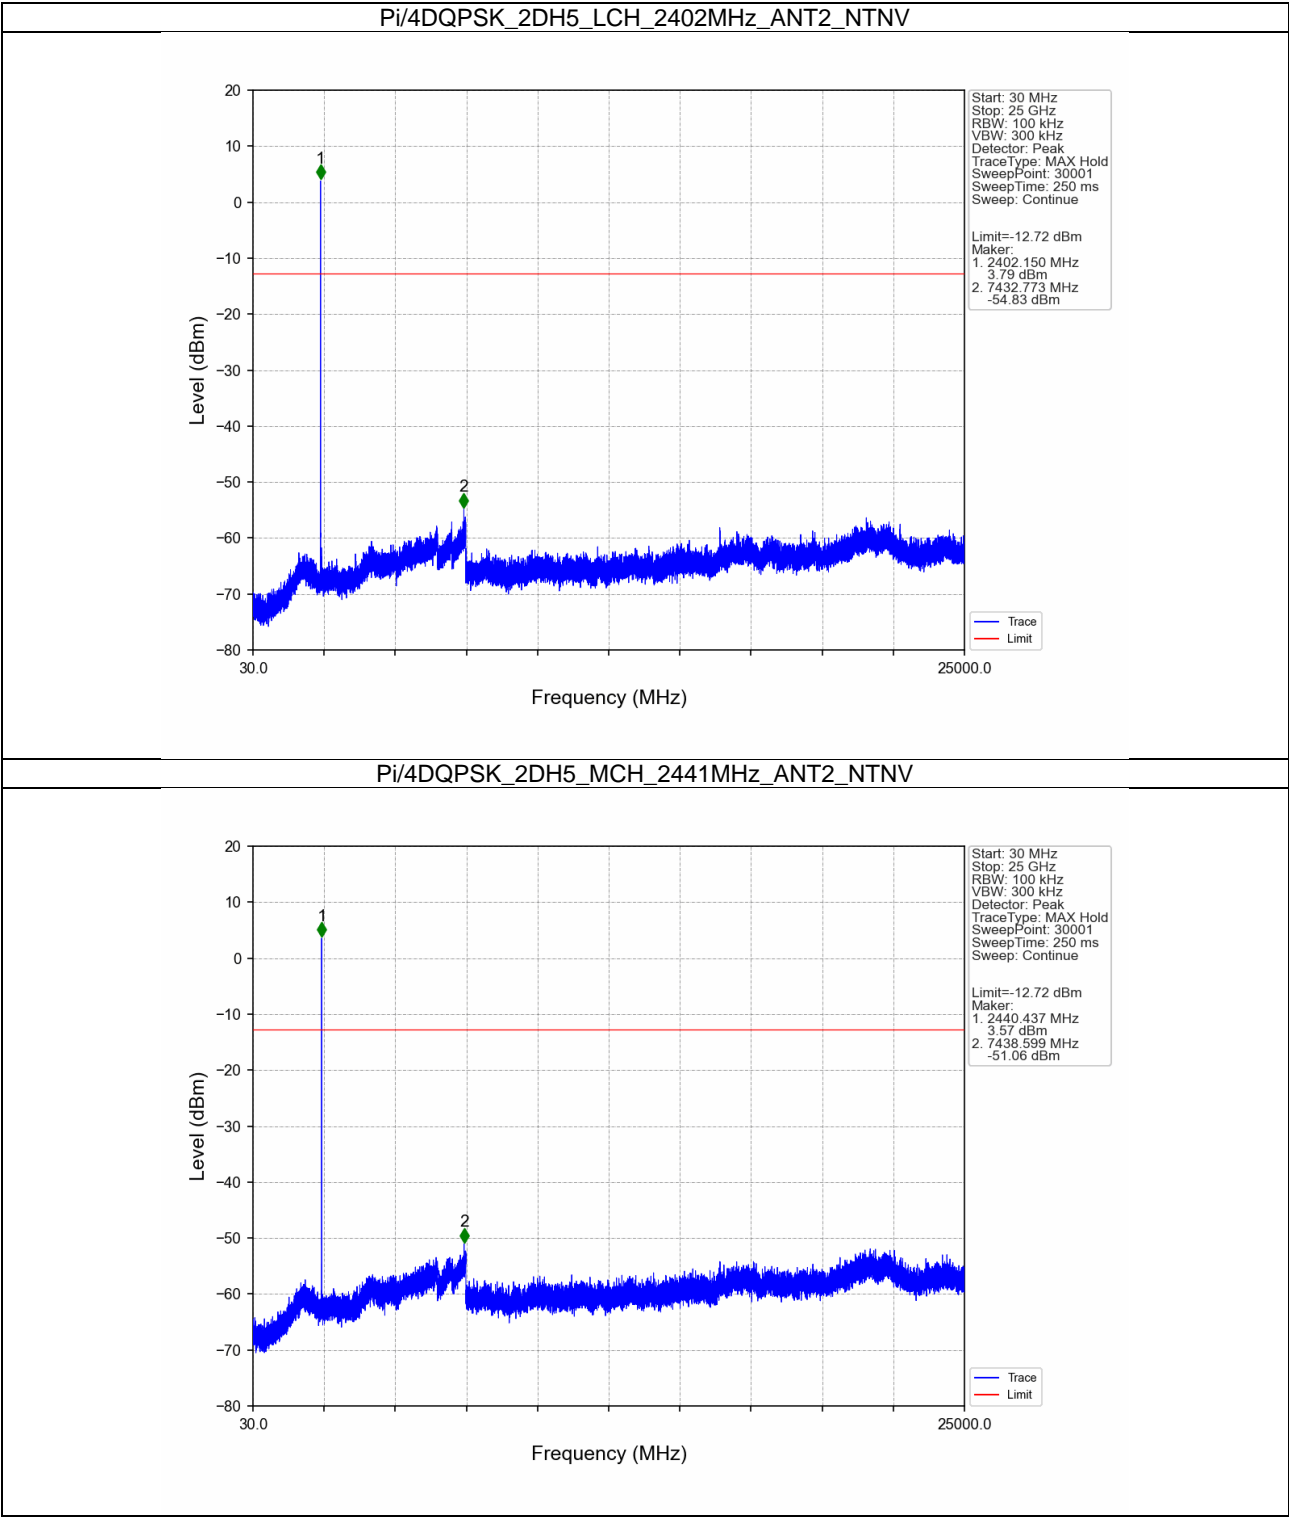 Pi/4DQPSK_2DH5_LCH_2402MHz_ANT2_NTNV
20
10
0
−10
−20
−30
−40
−50
−60
−70
−80
Level (dBm)
1
2
30.0
25000.0
Frequency (MHz)
Start: 30 MHz
Stop: 25 GHz
RBW: 100 kHz
VBW: 300 kHz
Detector: Peak
TraceType: MAX Hold
SweepPoint: 30001
SweepTime: 250 ms
Sweep: Continue
Limit=-12.72 dBm
Maker:
1. 2402.150 MHz
3.79 dBm
2. 7432.773 MHz
-54.83 dBm
Trace
Limit
Pi/4DQPSK_2DH5_MCH_2441MHz_ANT2_NTNV
20
10
0
−10
−20
−30
−40
−50
−60
−70
−80
Level (dBm)
1
2
30.0
25000.0
Frequency (MHz)
Start: 30 MHz
Stop: 25 GHz
RBW: 100 kHz
VBW: 300 kHz
Detector: Peak
TraceType: MAX Hold
SweepPoint: 30001
SweepTime: 250 ms
Sweep: Continue
Limit=-12.72 dBm
Maker:
1. 2440.437 MHz
3.57 dBm
2. 7438.599 MHz
-51.06 dBm
Trace
Limit